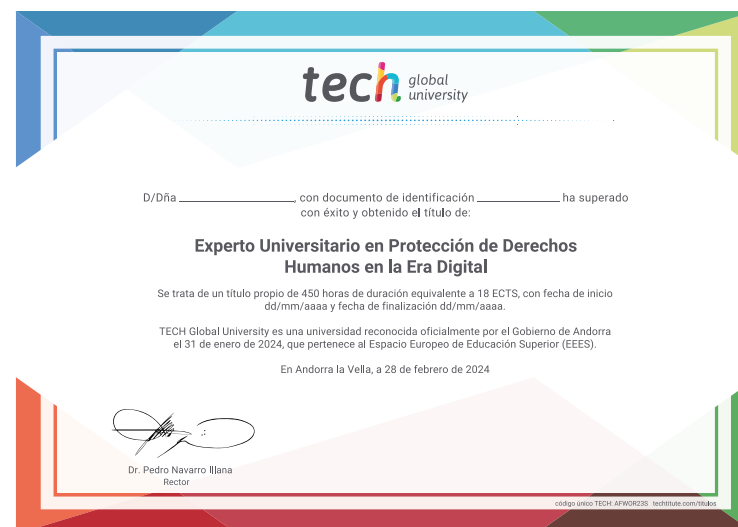 tech global university
D/Dña ____________, con documento de identificación ____________ ha superado
con éxito y obtenido el título de:
Experto Universitario en Protección de Derechos
Humanos en la Era Digital
Se trata de un título propio de 450 horas de duración equivalente a 18 ECTS, con fecha de inicio
dd/mm/aaaa y fecha de finalización dd/mm/aaaa.
TECH Global University es una universidad reconocida oficialmente por el Gobierno de Andorra
el 31 de enero de 2024, que pertenece al Espacio Europeo de Educación Superior (EEES).
En Andorra la Vella, a 28 de febrero de 2024
Dr. Pedro Navarro Illana
Rector
código único TECH: AFWOR23S techtitute.com/titulos